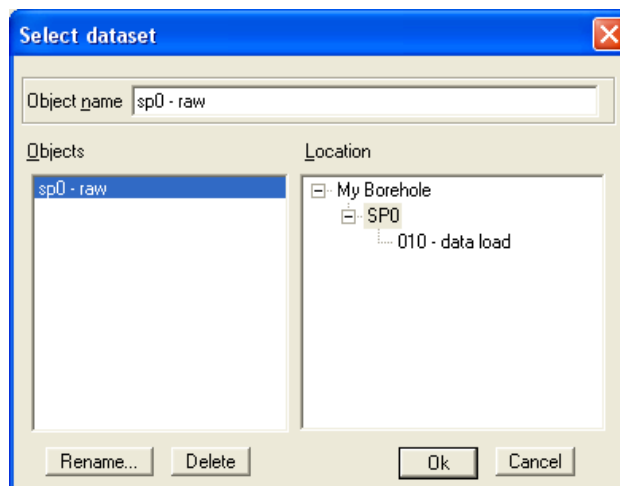 Select dataset
Object name sp0 - raw
Objects
Location
sp0 - raw
My Borehole
SP0
010 - data load
Rename... Delete Ok Cancel